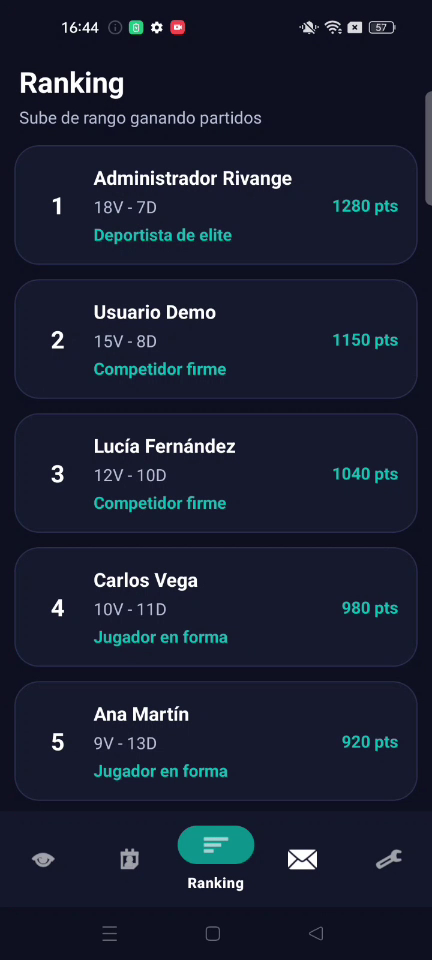 16:44
57
Ranking
Sube de rango ganando partidos
1
Administrador Rivange
18V - 7D
Deportista de elite
1280 pts
2
Usuario Demo
15V - 8D
Competidor firme
1150 pts
3
Lucía Fernández
12V - 10D
Competidor firme
1040 pts
4
Carlos Vega
10V - 11D
Jugador en forma
980 pts
5
Ana Martín
9V - 13D
Jugador en forma
920 pts
Ranking